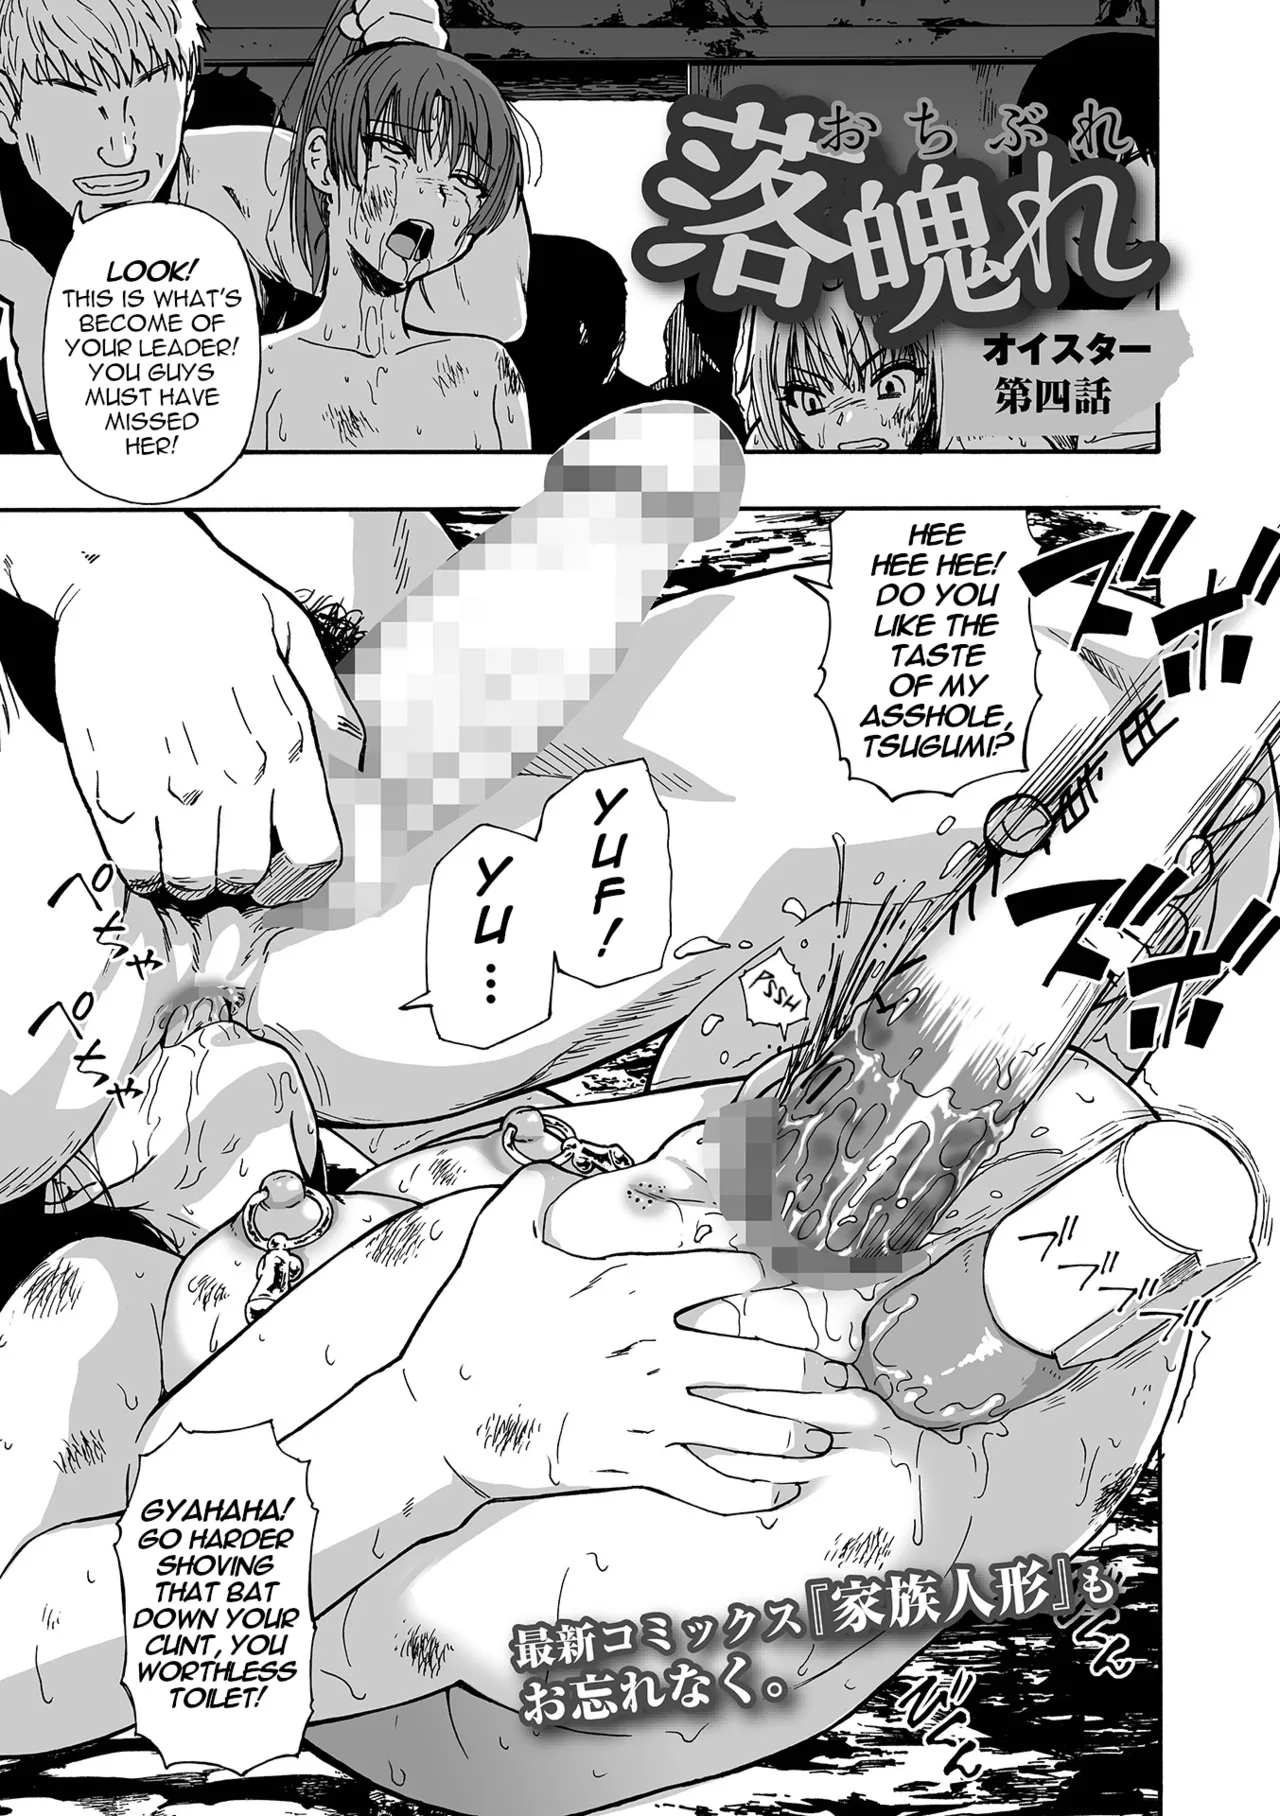 おちぶれ
落魄れ
オイスター
第四話
LOOK!
THIS IS WHAT'S
BECOME OF
YOUR LEADER!
YOU GUYS
MUST HAVE
MISSED
HER!
HEE
HEE HEE!
DO YOU
LIKE THE
TASTE
OF MY
ASSHOLE,
TSUGUMI?
ズボ
ズボ
YUF!
YU...
PSSH
ぺちゃ
ぺちゃ
GYAHAHA!
GO HARDER
SHOVING
THAT BAT
DOWN YOUR
CUNT, YOU
WORTHLESS
TOILET!
最新コミックス『家族人形』も
お忘れなく。
びくん